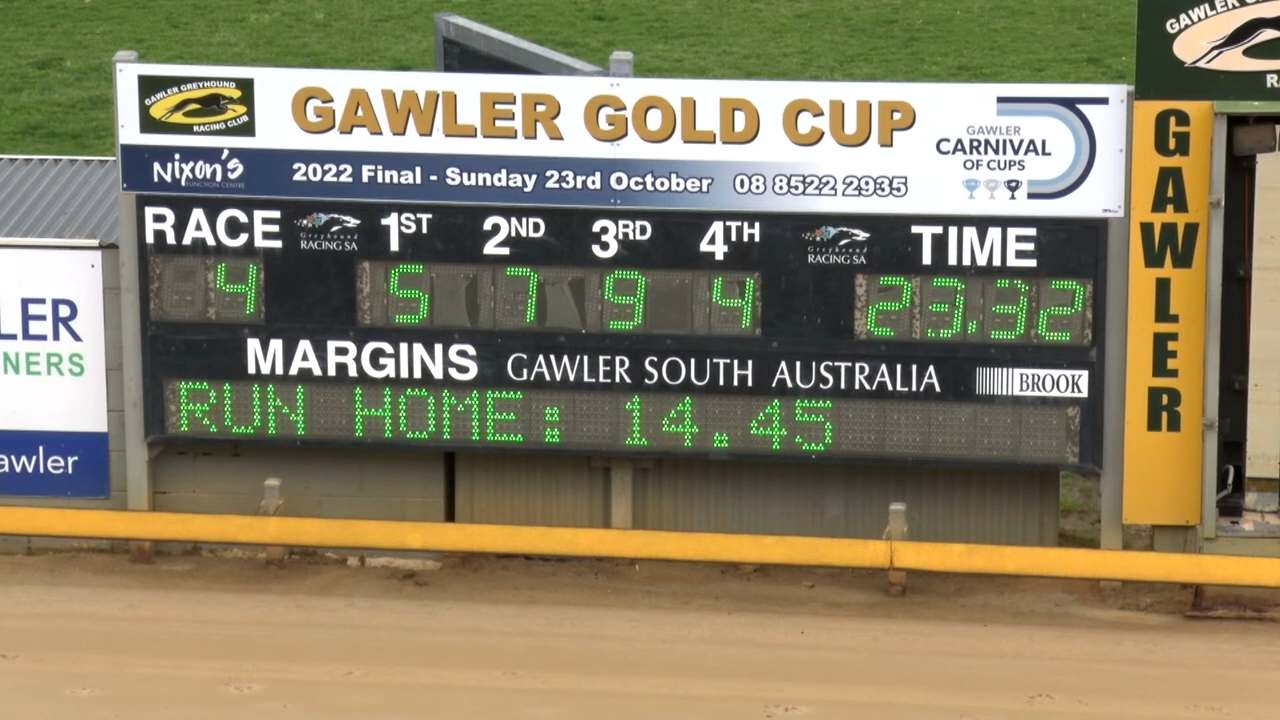 GAWLER GREYHOUND
RACING CLUB
GAWLER GOLD CUP
GAWLER
CARNIVAL
OF CUPS
Nixon's
FUNCTION CENTRE
2022 Final - Sunday 23rd October 08 8522 2935
RACE Greyhound RACING SA 1ST 2ND 3RD 4TH Greyhound RACING SA TIME
4 5 7 9 4 23.32
MARGINS GAWLER SOUTH AUSTRALIA BROOK
RUN HOME: 14.45
LER
NERS
awler
GAWLER
GAWLER